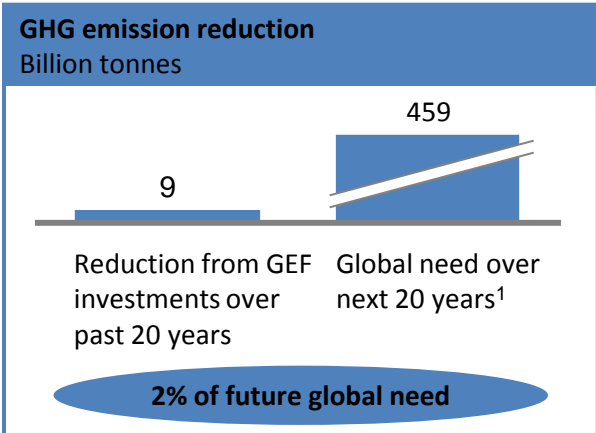 GHG emission reduction
Billion tonnes
459
9
Reduction from GEF
investments over
past 20 years
Global need over
next 20 years¹
2% of future global need